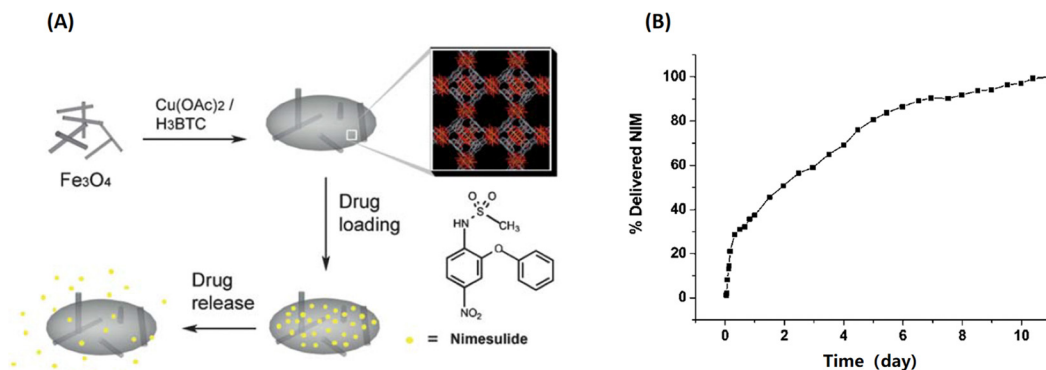 (A)
Cu(OAc)2 /
H₃BTC
Fe₃O₄
Drug
loading
O
O
S
HN
CH₃
O
NO₂
Drug
release
= Nimesulide
(B)
% Delivered NIM
100
80
60
40
20
0
0 2 4 6 8 10
Time (day)